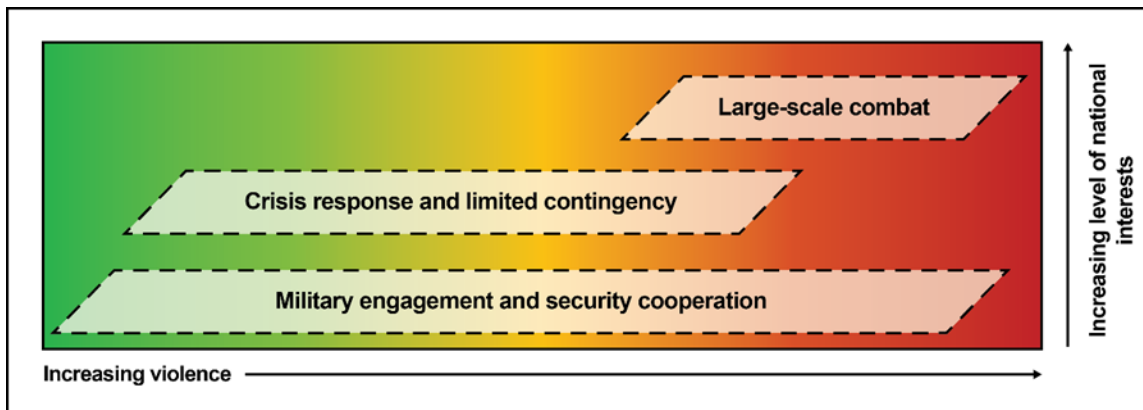 Large-scale combat
Crisis response and limited contingency
Military engagement and security cooperation
Increasing violence
Increasing level of national
interests